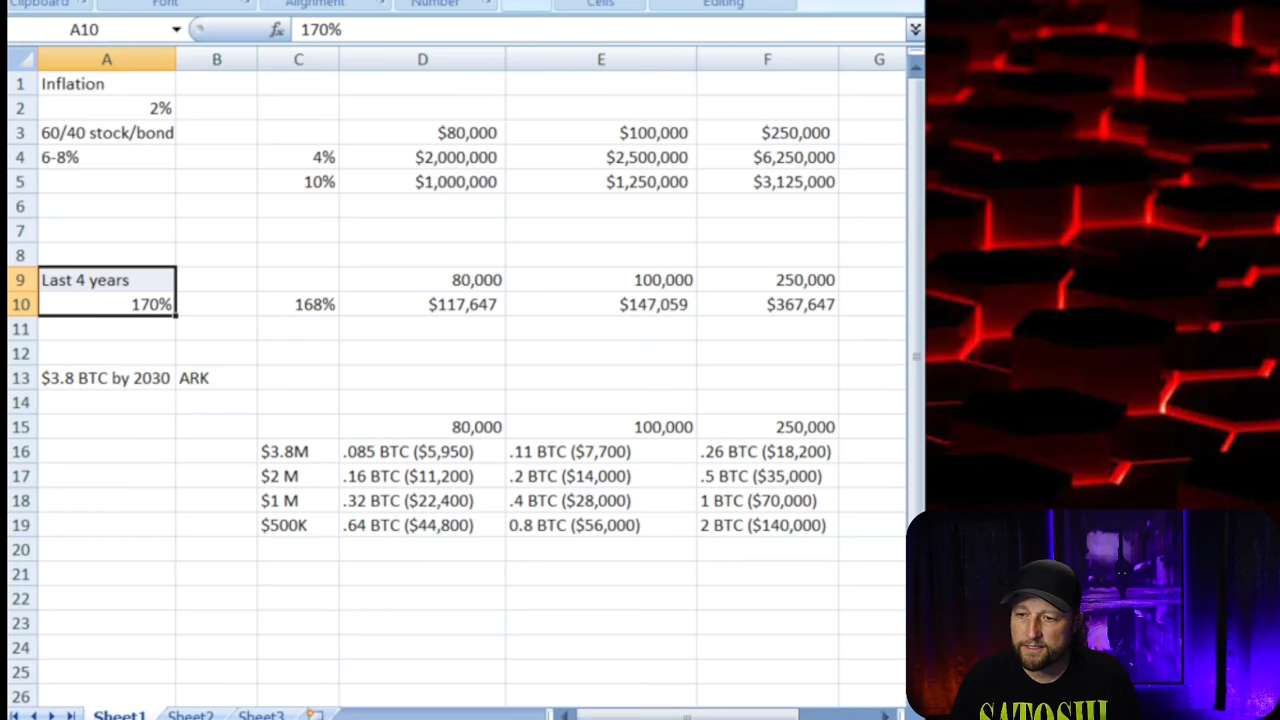 Clipboard Font Alignment Number Cells Editing
A10 fx 170%
A B C D E F G
1 Inflation
2 2%
3 60/40 stock/bond $80,000 $100,000 $250,000
4 6-8% 4% $2,000,000 $2,500,000 $6,250,000
5 10% $1,000,000 $1,250,000 $3,125,000
6
7
8
9 Last 4 years 80,000 100,000 250,000
10 170% 168% $117,647 $147,059 $367,647
11
12
13 $3.8 BTC by 2030 ARK
14
15 80,000 100,000 250,000
16 $3.8M .085 BTC ($5,950) .11 BTC ($7,700) .26 BTC ($18,200)
17 $2 M .16 BTC ($11,200) .2 BTC ($14,000) .5 BTC ($35,000)
18 $1 M .32 BTC ($22,400) .4 BTC ($28,000) 1 BTC ($70,000)
19 $500K .64 BTC ($44,800) 0.8 BTC ($56,000) 2 BTC ($140,000)
20
21
22
23
24
25
26
Sheet1 Sheet2 Sheet3
SATOSHI